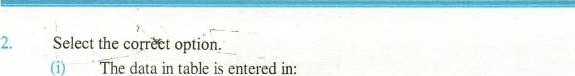 2. Select the correct option.
(i) The data in table is entered in: